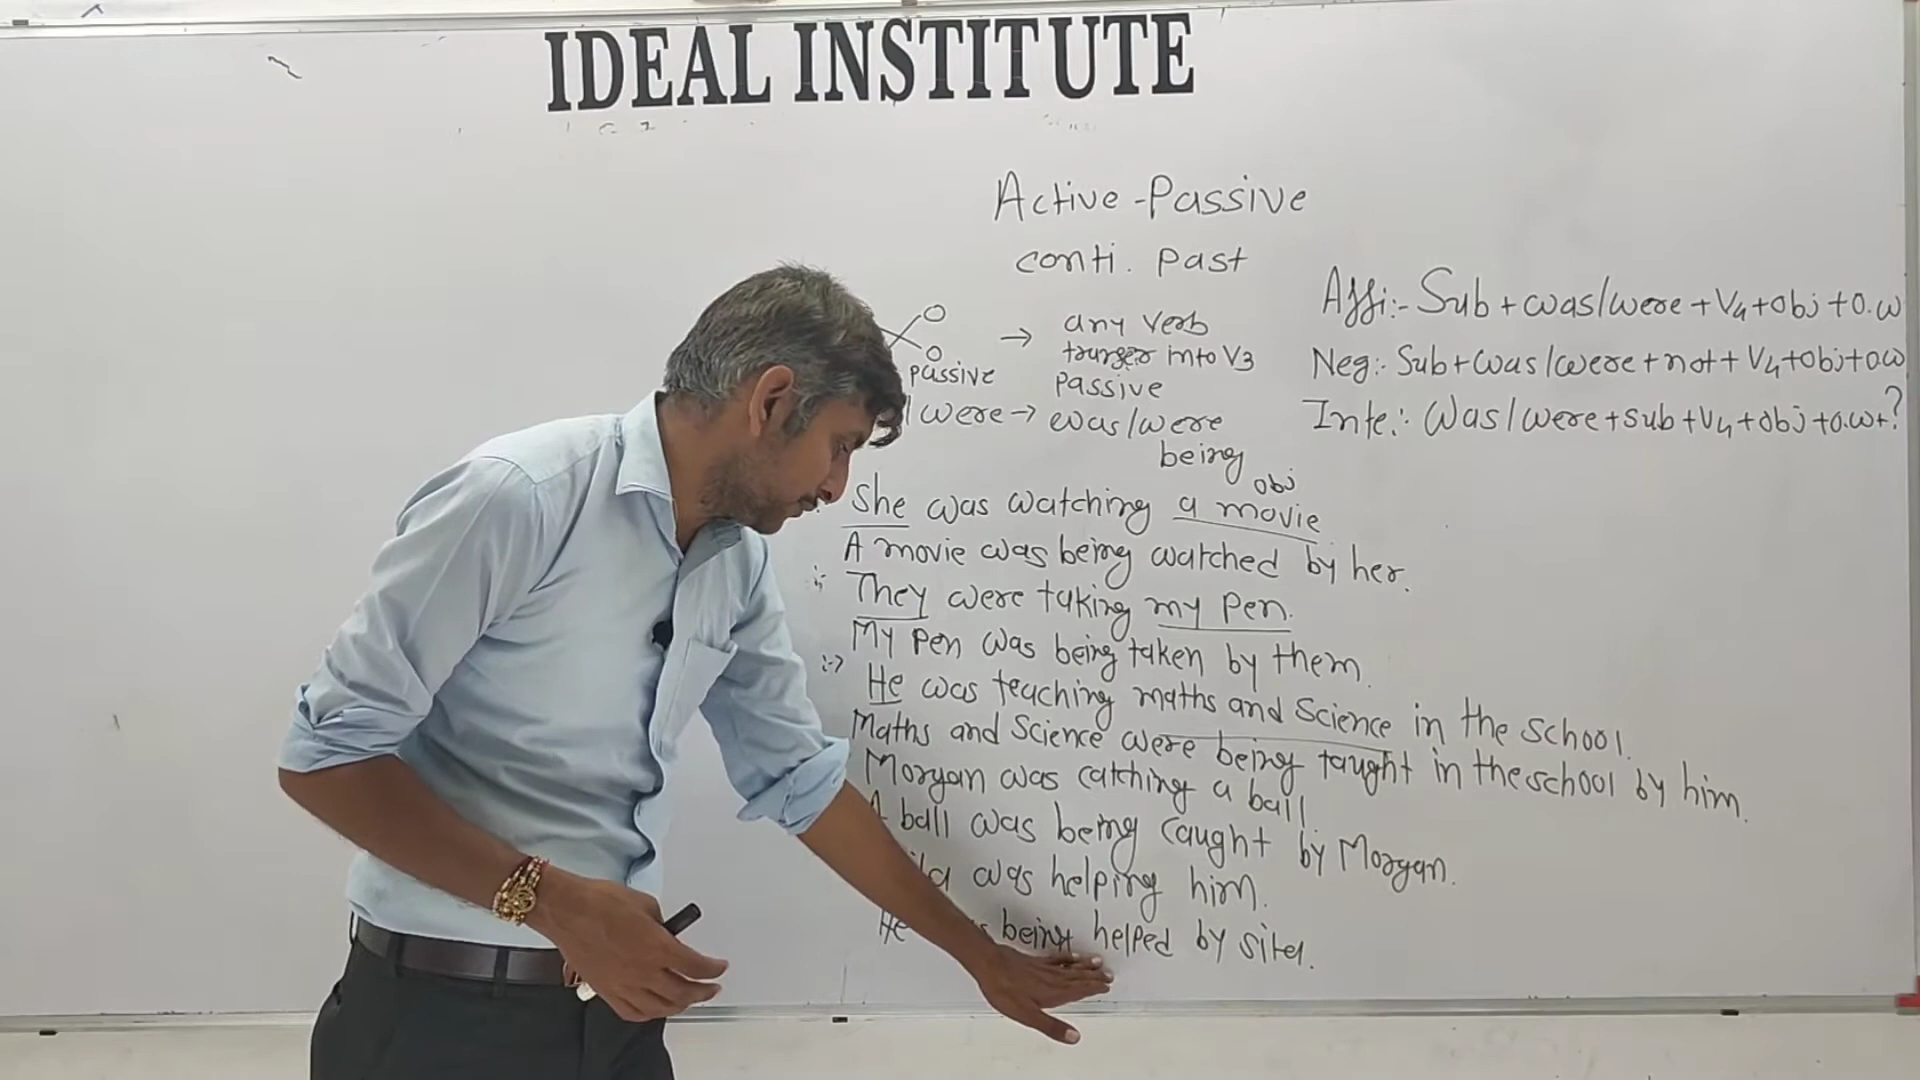 IDEAL INSTITUTE
Active-Passive
conti. Past
→ any verb
into V3
Passive
Passive
were → was/were
being
Affi:- Sub + was/were + V4 + obj + o.w
Neg:- Sub + was/were + not + V4 + obj + o.w
Inte:- Was/were + sub + V4 + obj + o.w + ?
obj
She was watching a movie
A movie was being watched by her.
They were taking my pen.
My pen was being taken by them.
He was teaching maths and Science in the school.
Maths and Science were being taught in the school by him.
Morgan was catching a ball
A ball was being caught by Morgan.
was helping him.
He being helped by